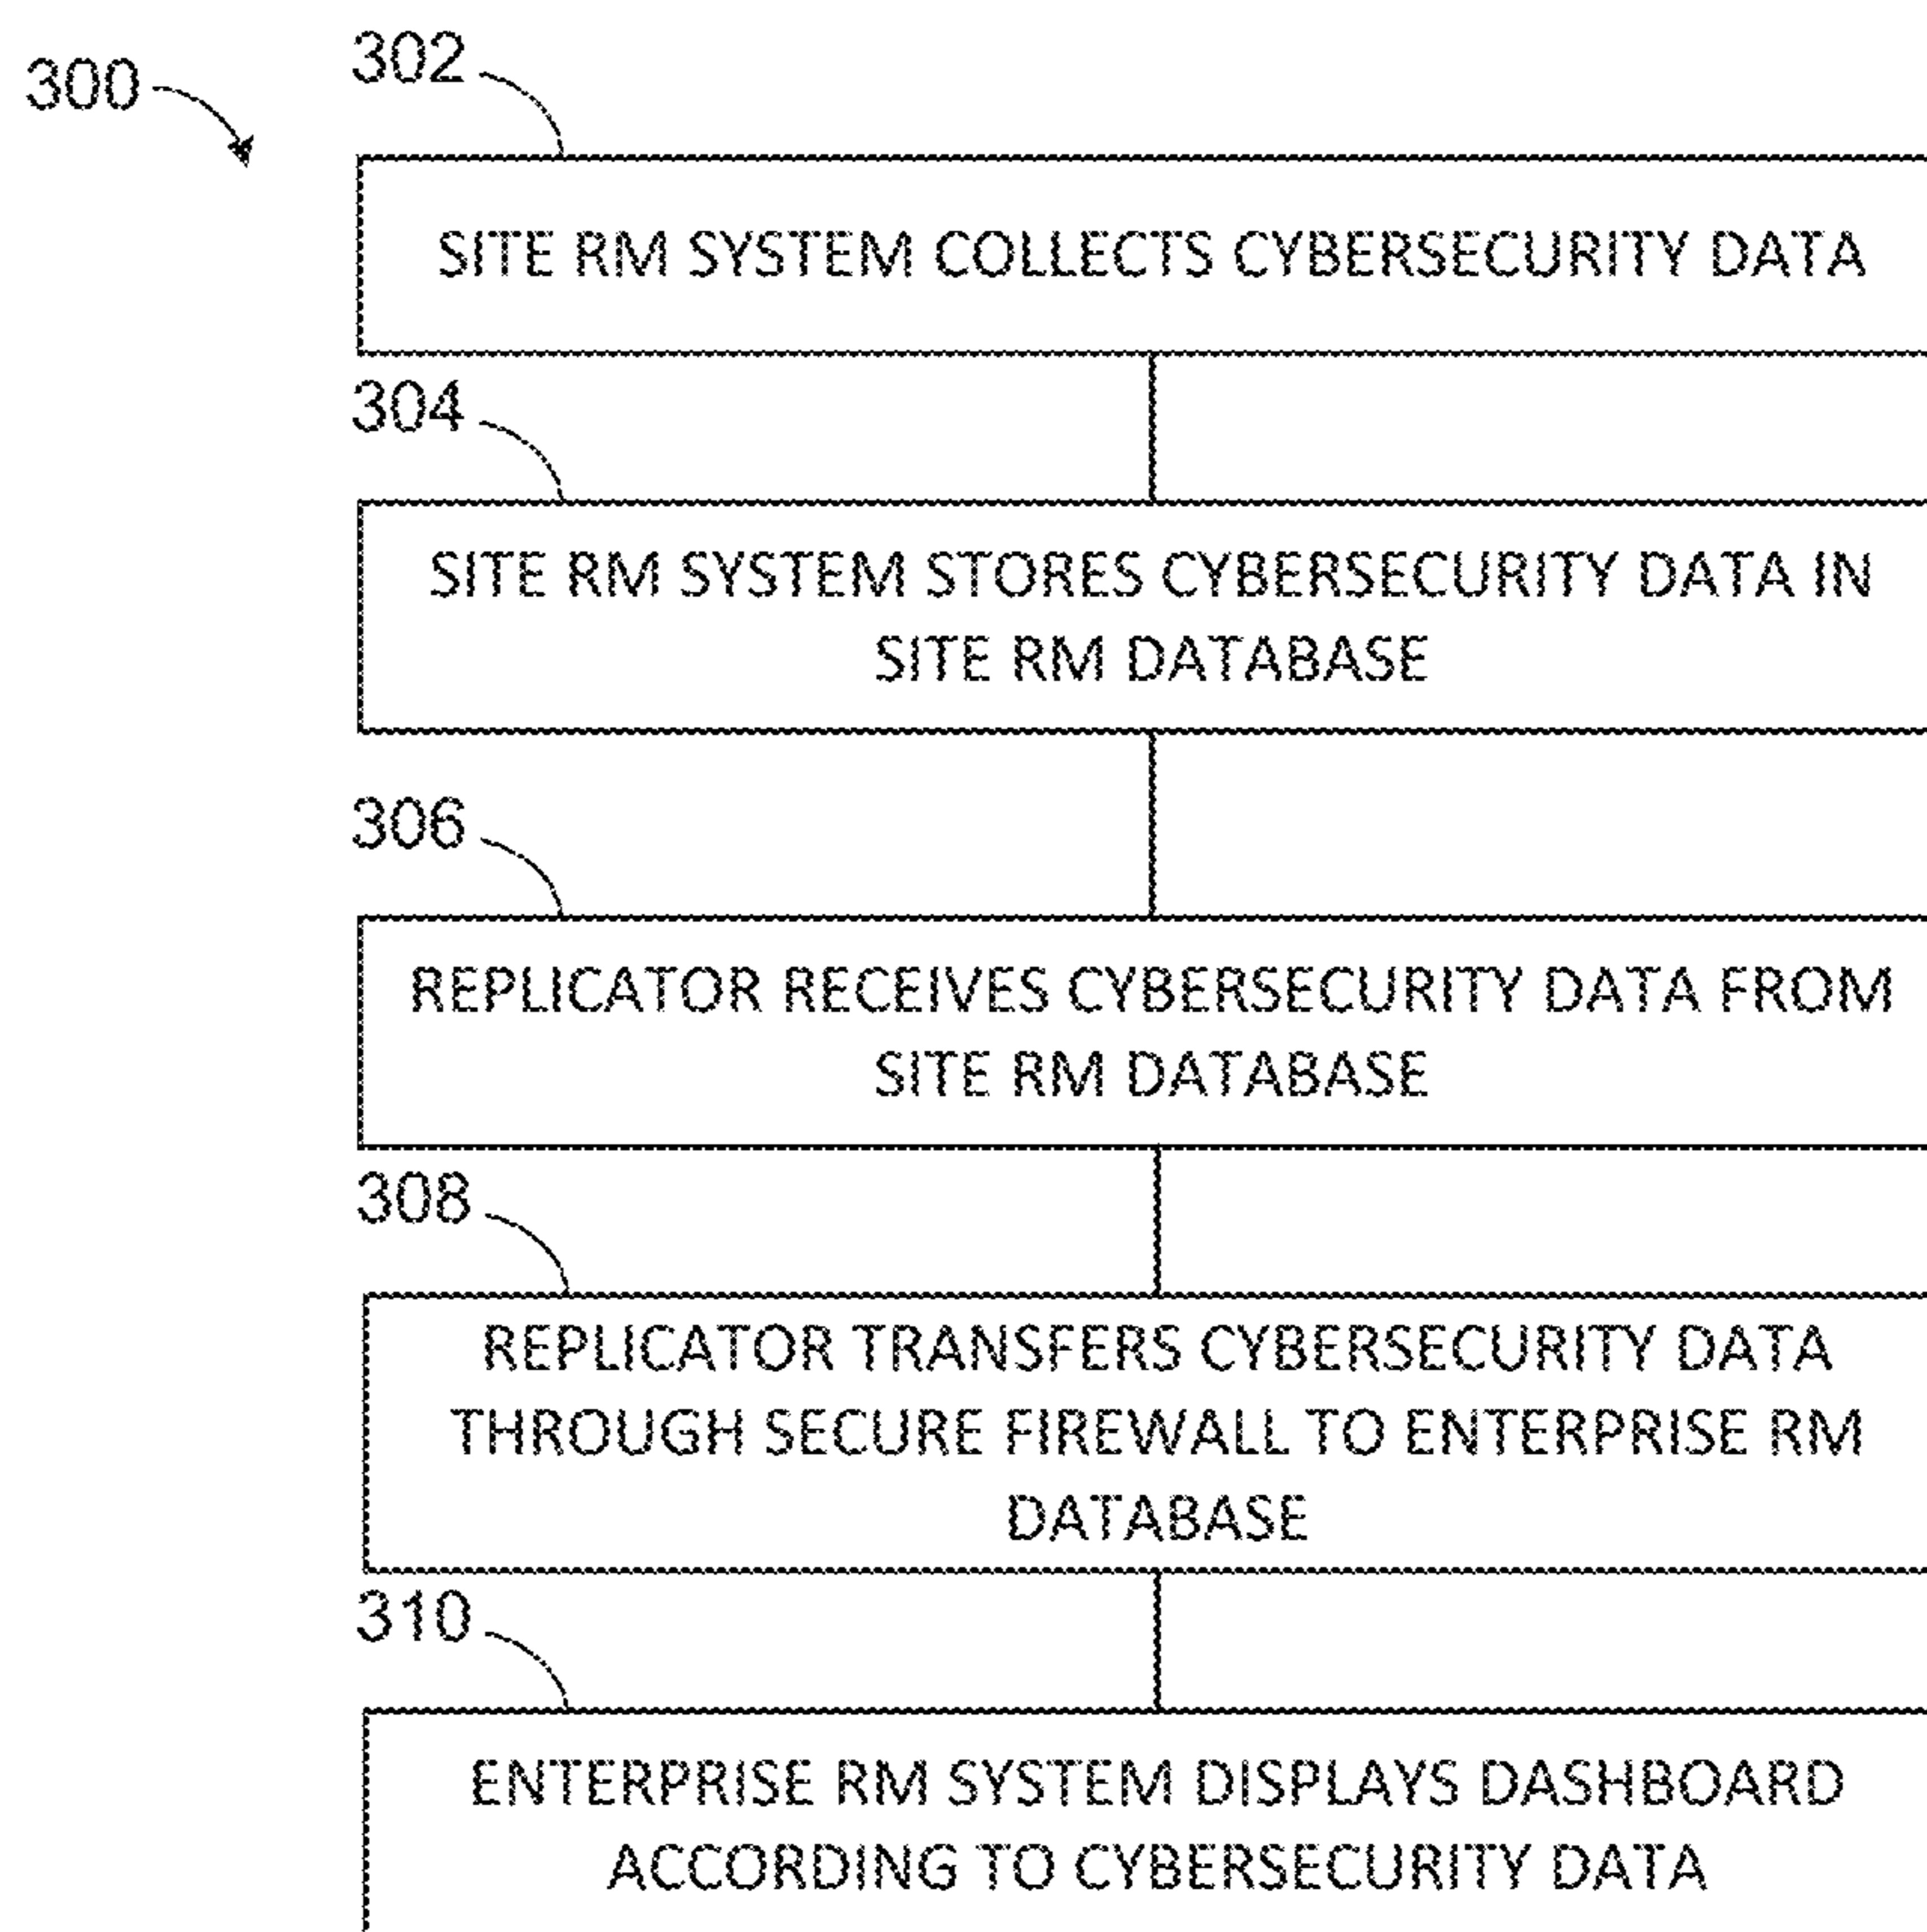 300
302
SITE RM SYSTEM COLLECTS CYBERSECURITY DATA
304
SITE RM SYSTEM STORES CYBERSECURITY DATA IN
SITE RM DATABASE
306
REPLICATOR RECEIVES CYBERSECURITY DATA FROM
SITE RM DATABASE
308
REPLICATOR TRANSFERS CYBERSECURITY DATA
THROUGH SECURE FIREWALL TO ENTERPRISE RM
DATABASE
310
ENTERPRISE RM SYSTEM DISPLAYS DASHBOARD
ACCORDING TO CYBERSECURITY DATA